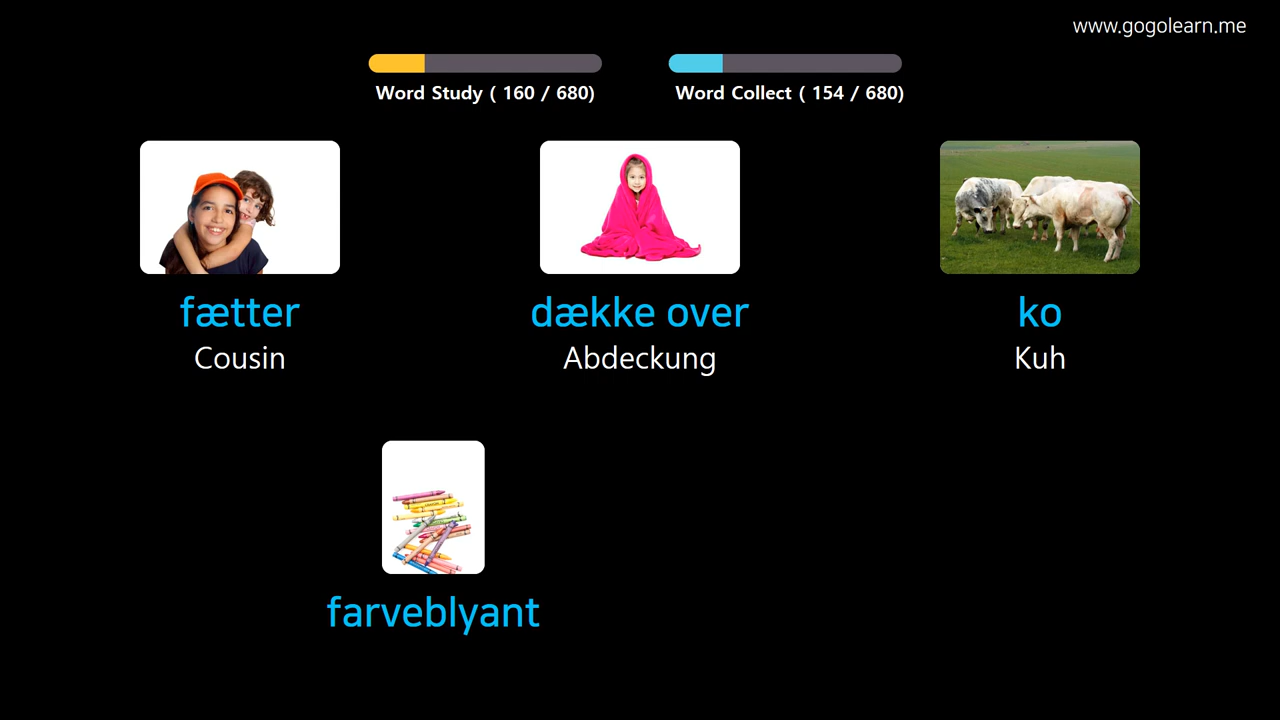 www.gogolearn.me
Word Study ( 160 / 680)
Word Collect ( 154 / 680)
fætter
dække over
ko
Cousin
Abdeckung
Kuh
farveblyant